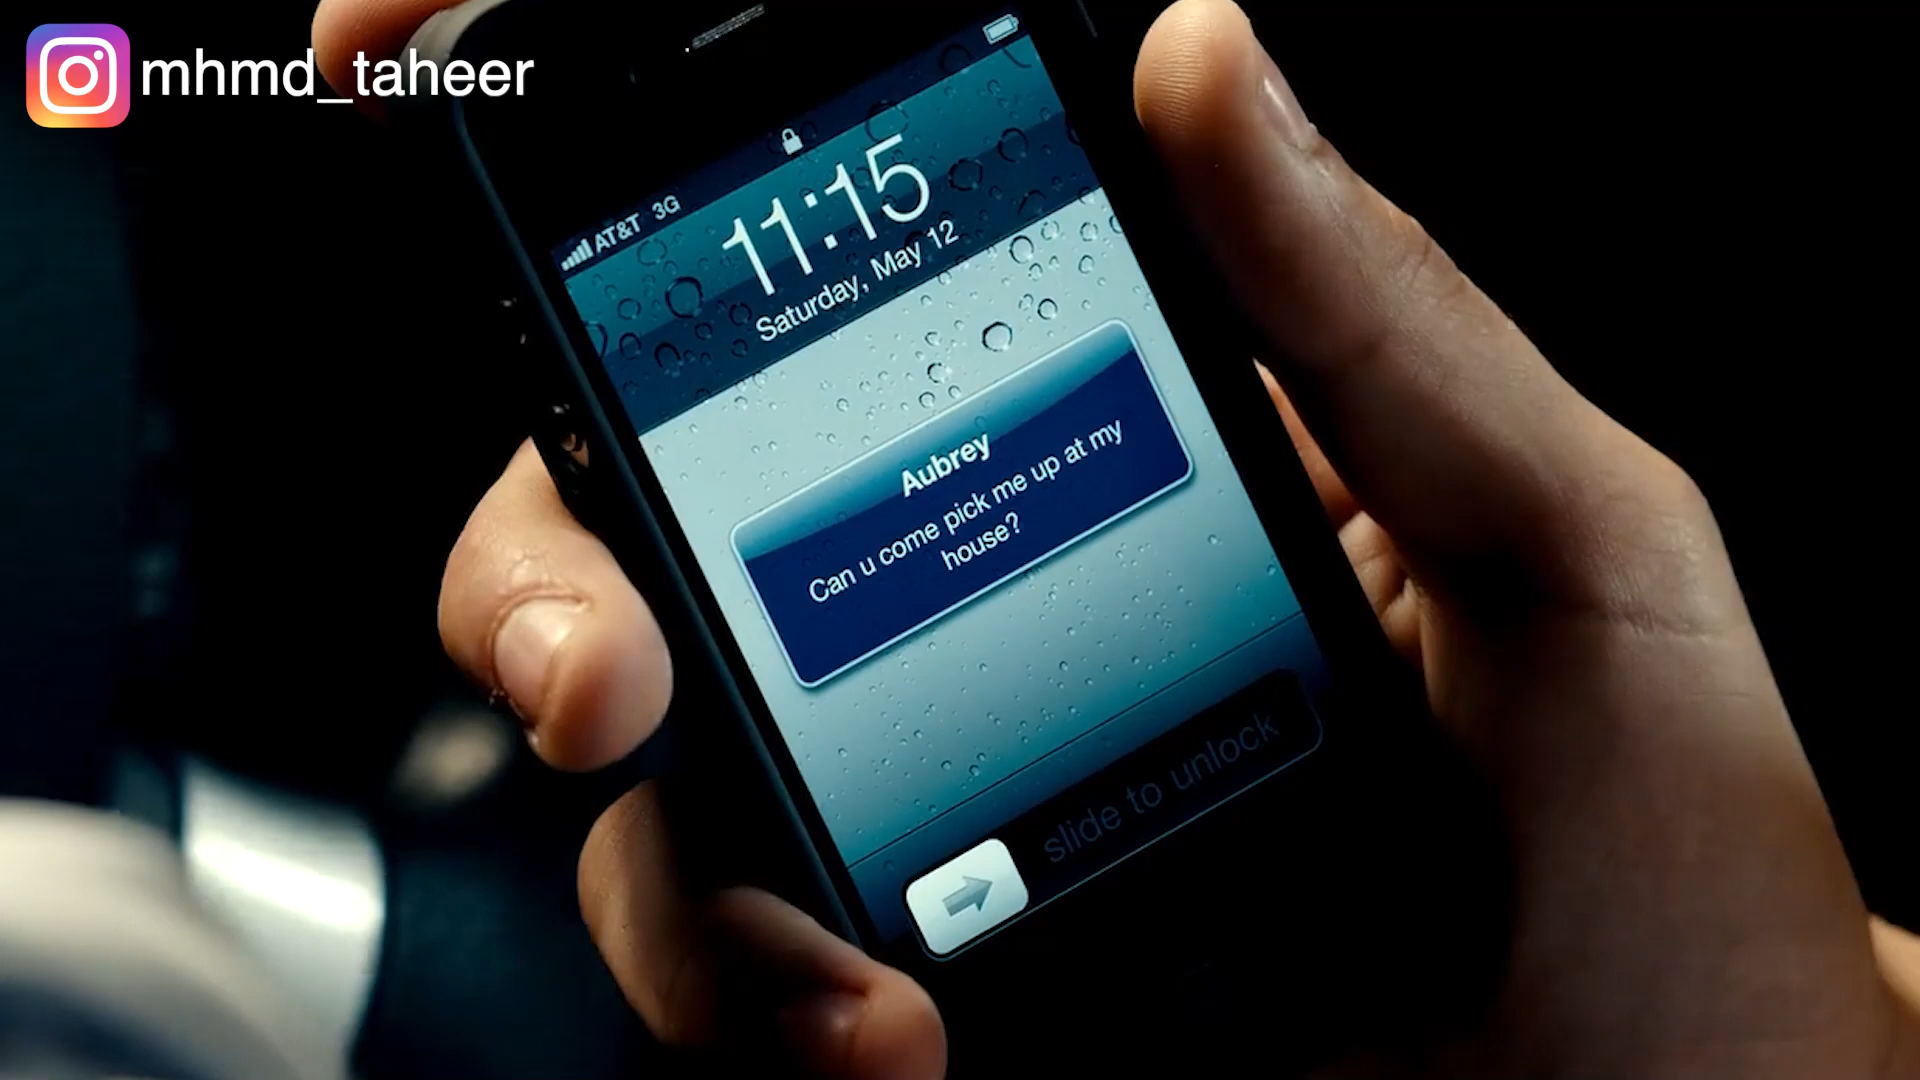 mhmd_taheer
AT&T 3G
11:15
Saturday, May 12
Aubrey
Can u come pick me up at my
house?
slide to unlock